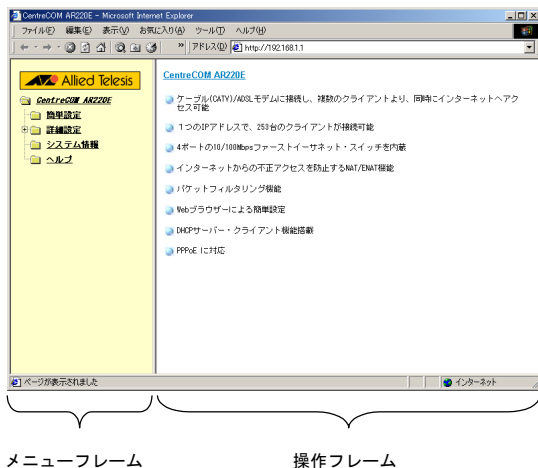 CentreCOM AR220E - Microsoft Internet Explorer
ファイル(F) 編集(E) 表示(V) お気に入り(A) ツール(T) ヘルプ(H)
アドレス(D) http://192.168.1.1
Allied Telesis
CentreCOM AR220E
簡単設定
詳細設定
システム情報
ヘルプ
CentreCOM AR220E
ケーブル(CATV)/ADSLモデムに接続し、複数のクライアントより、同時にインターネットへアク
セス可能
1つのIPアドレスで、253台のクライアントが接続可能
4ポートの10/100Mbpsファーストイーサネット・スイッチを内蔵
インターネットからの不正アクセスを防止するNAT/ENAT機能
パケットフィルタリング機能
Webブラウザーによる簡単設定
DHCPサーバー・クライアント機能搭載
PPPoE に対応
ページが表示されました
インターネット
メニューフレーム
操作フレーム